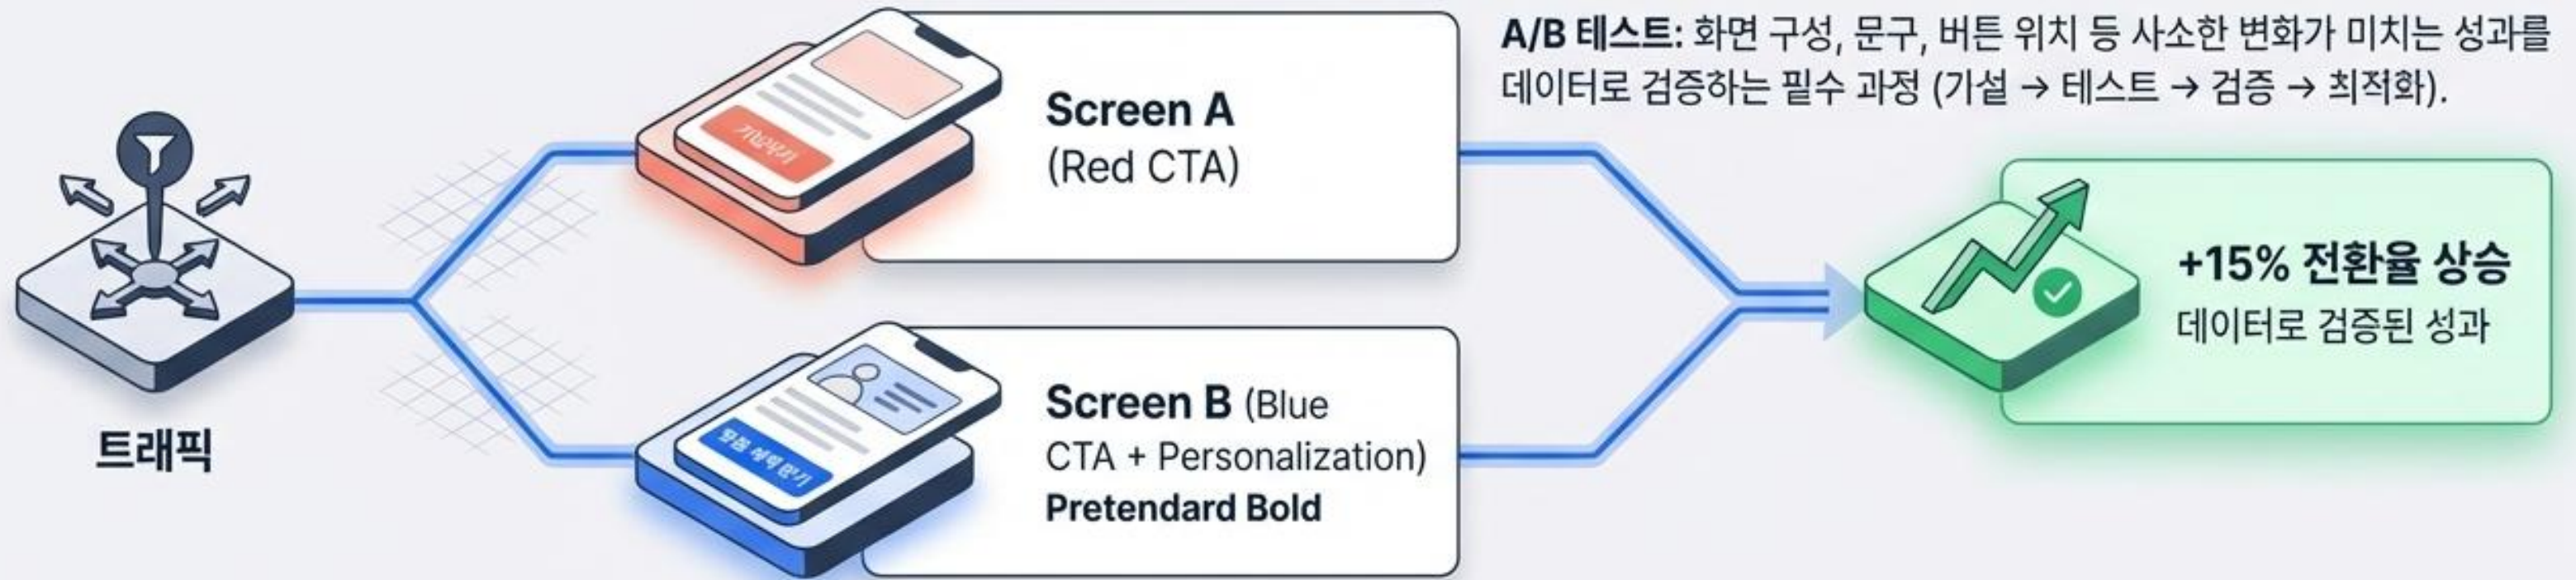 A/B 테스트: 화면 구성, 문구, 버튼 위치 등 사소한 변화가 미치는 성과를
데이터로 검증하는 필수 과정 (가설 → 테스트 → 검증 → 최적화).
트래픽
Screen A
(Red CTA)
Screen B (Blue
CTA + Personalization)
Pretendard Bold
+15% 전환율 상승
데이터로 검증된 성과